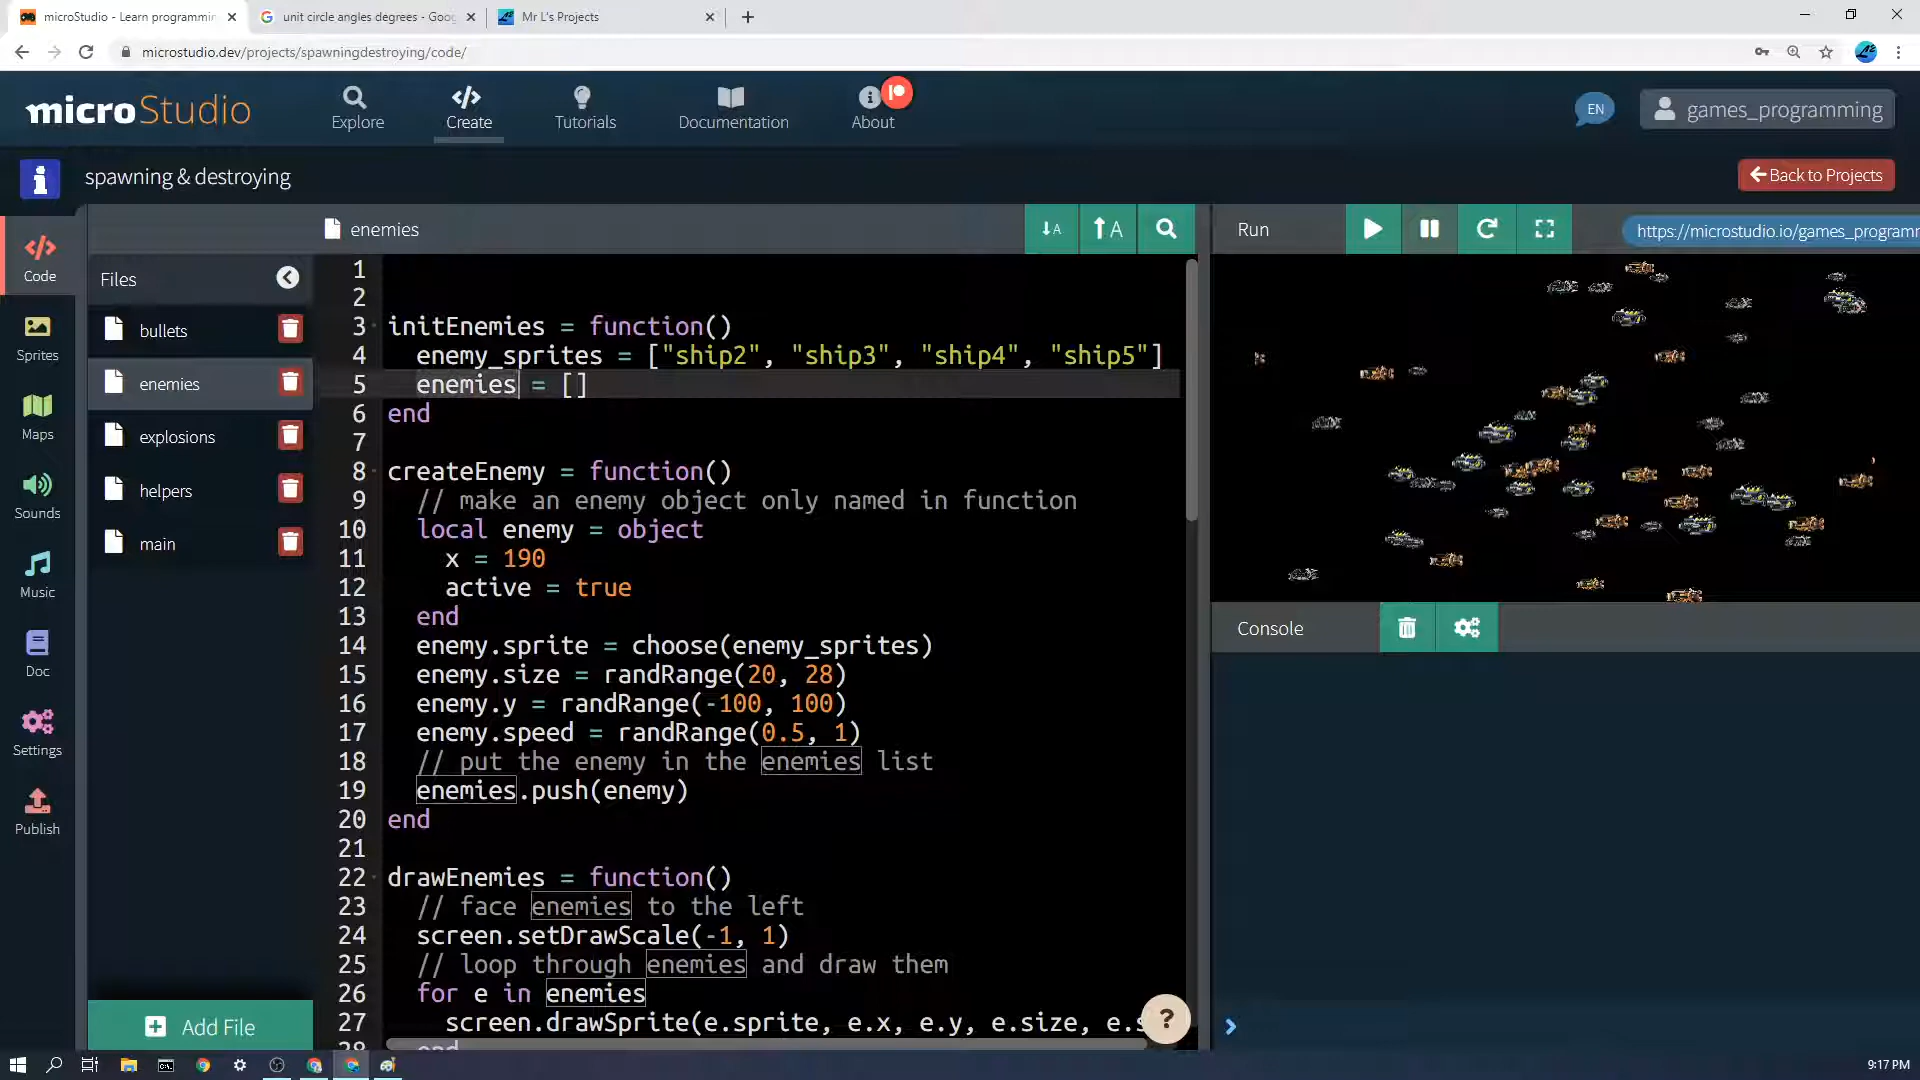 microStudio - Learn programmin
unit circle angles degrees - Goo
Mr L's Projects
microstudio.dev/projects/spawningdestroying/code/
microStudio
Explore
Create
Tutorials
Documentation
About
EN
games_programming
spawning & destroying
Back to Projects
enemies
Run
https://microstudio.io/games_programm
Code
Sprites
Maps
Sounds
Music
Doc
Settings
Publish
Files
bullets
enemies
explosions
helpers
main
Add File
1
2
3 initEnemies = function()
4 enemy_sprites = ["ship2", "ship3", "ship4", "ship5"]
5 enemies = []
6 end
7
8 createEnemy = function()
9 // make an enemy object only named in function
10 local enemy = object
11 x = 190
12 active = true
13 end
14 enemy.sprite = choose(enemy_sprites)
15 enemy.size = randRange(20, 28)
16 enemy.y = randRange(-100, 100)
17 enemy.speed = randRange(0.5, 1)
18 // put the enemy in the enemies list
19 enemies.push(enemy)
20 end
21
22 drawEnemies = function()
23 // face enemies to the left
24 screen.setDrawScale(-1, 1)
25 // loop through enemies and draw them
26 for e in enemies
27 screen.drawSprite(e.sprite, e.x, e.y, e.size, e.s
28 end
Console
?
9:17 PM